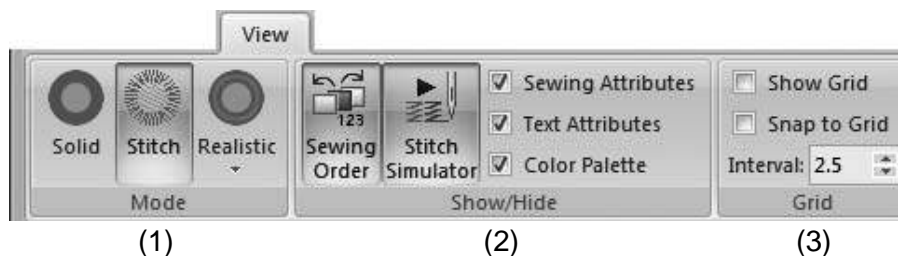 View
Solid
Stitch
Realistic
Mode
123
Sewing
Order
Stitch
Simulator
Sewing Attributes
Text Attributes
Color Palette
Show/Hide
Show Grid
Snap to Grid
Interval: 2.5
Grid
(1)
(2)
(3)